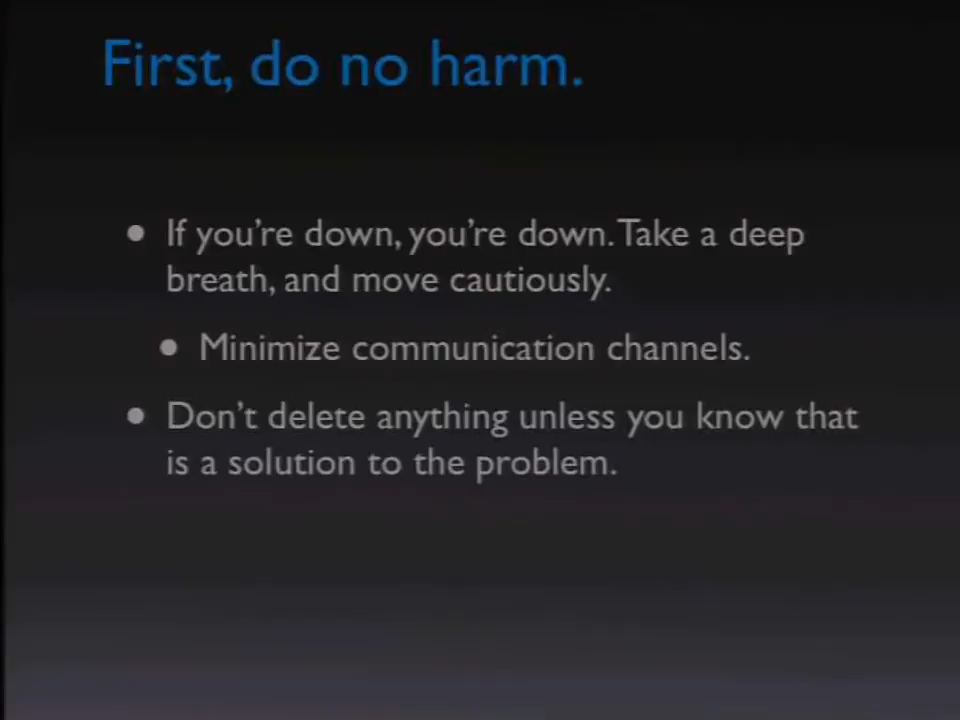 First, do no harm.
• If you're down, you're down. Take a deep
breath, and move cautiously.
• Minimize communication channels.
• Don't delete anything unless you know that
is a solution to the problem.